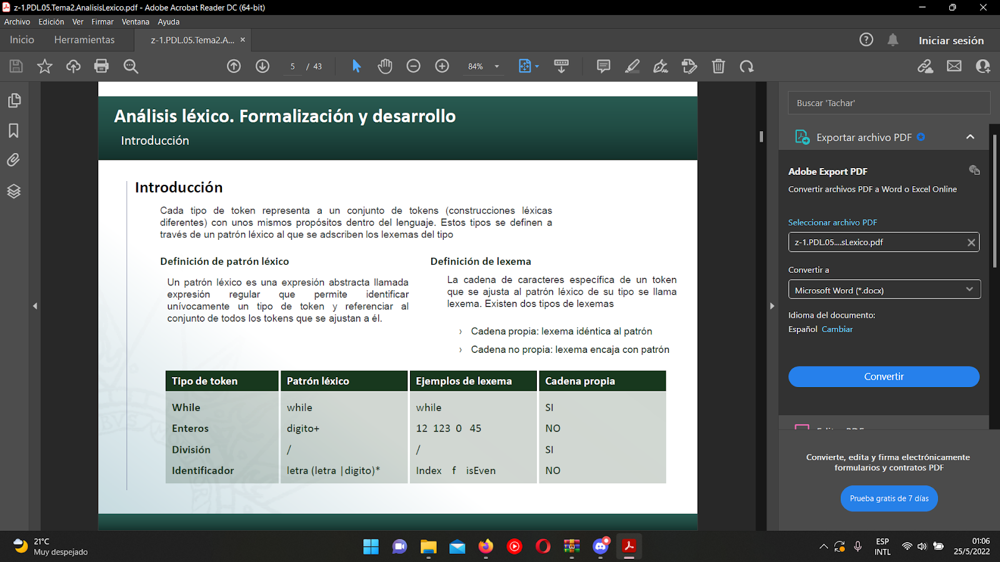 z-1.PDL.05.Tema2.AnalisisLexico.pdf - Adobe Acrobat Reader DC (64-bit)
Archivo Edición Ver Firmar Ventana Ayuda
Inicio Herramientas z-1.PDL.05.Tema2.A... × Iniciar sesión
5 / 43 84%
Análisis léxico. Formalización y desarrollo
Introducción
Introducción
Cada tipo de token representa a un conjunto de tokens (construcciones léxicas
diferentes) con unos mismos propósitos dentro del lenguaje. Estos tipos se definen a
través de un patrón léxico al que se adscriben los lexemas del tipo
Definición de patrón léxico
Un patrón léxico es una expresión abstracta llamada
expresión regular que permite identificar
unívocamente un tipo de token y referenciar al
conjunto de todos los tokens que se ajustan a él.
Definición de lexema
La cadena de caracteres específica de un token
que se ajusta al patrón léxico de su tipo se llama
lexema. Existen dos tipos de lexemas
› Cadena propia: lexema idéntica al patrón
› Cadena no propia: lexema encaja con patrón
Tipo de token Patrón léxico Ejemplos de lexema Cadena propia
While while while SI
Enteros digito+ 12 123 0 45 NO
División / / SI
Identificador letra (letra |digito)* Index f isEven NO
Buscar 'Tachar'
Exportar archivo PDF
Adobe Export PDF
Convertir archivos PDF a Word o Excel Online
Seleccionar archivo PDF
z-1.PDL.05....sLexico.pdf
Convertir a
Microsoft Word (*.docx)
Idioma del documento:
Español Cambiar
Convertir
Convierte, edita y firma electrónicamente
formularios y contratos PDF
Prueba gratis de 7 días
21°C
Muy despejado
ESP
INTL
01:06
25/5/2022